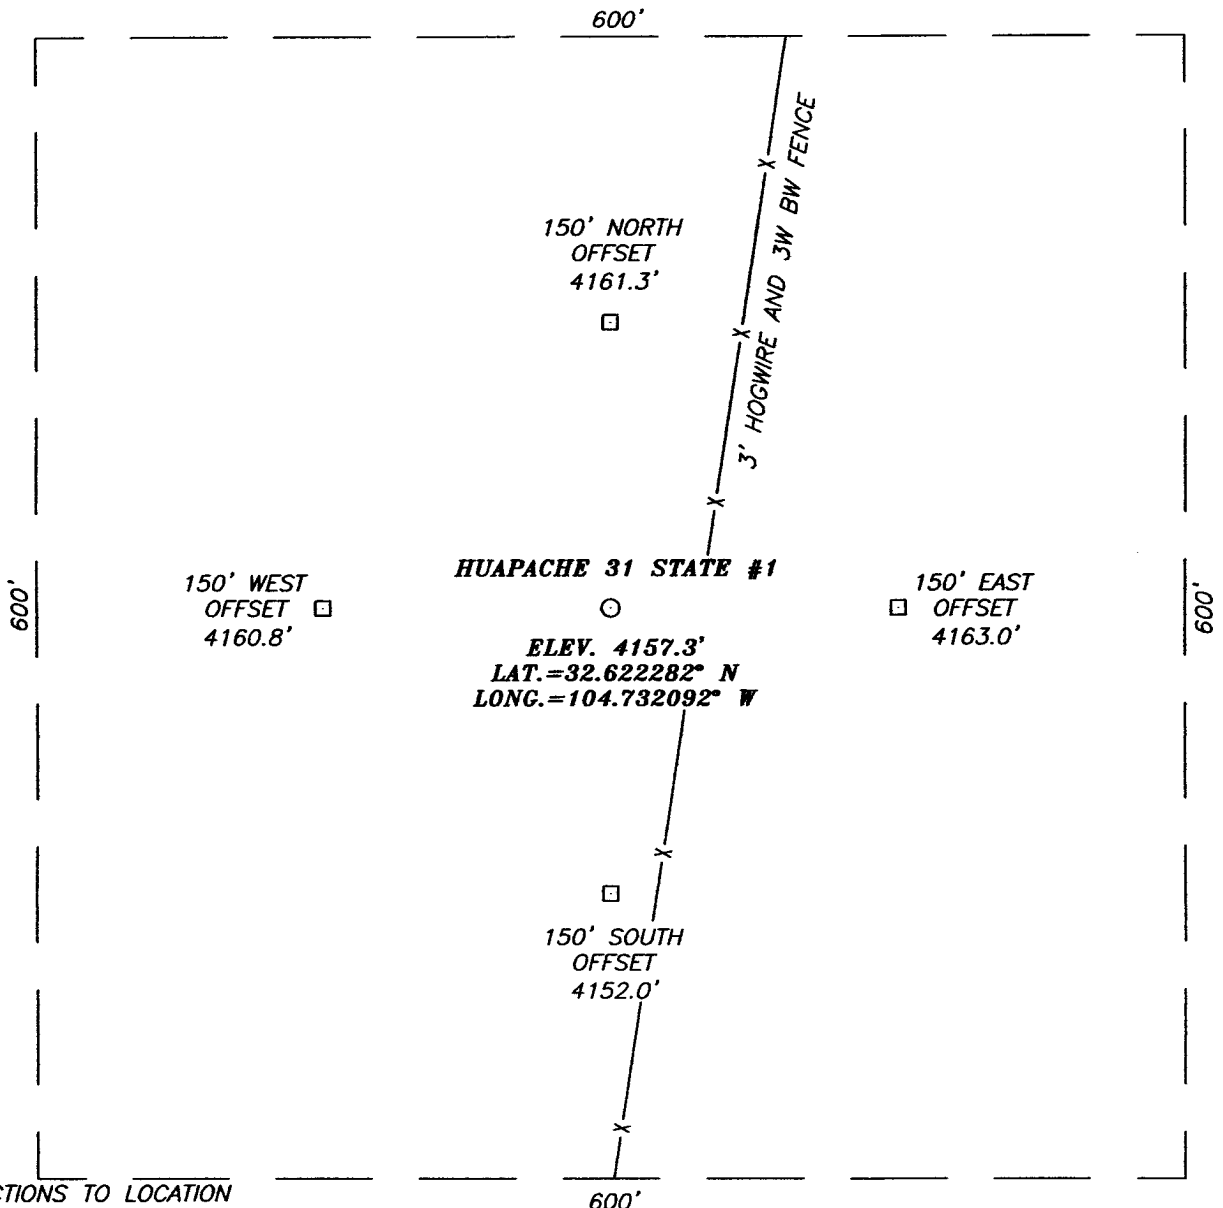 600'
3' HOGWIRE AND 3W BW FENCE
150' NORTH
OFFSET
4161.3'
HUAPACHE 31 STATE #1
600'
150' WEST
OFFSET
4160.8'
150' EAST
OFFSET
4163.0'
600'
ELEV. 4157.3'
LAT.=32.622282° N
LONG.=104.732092° W
150' SOUTH
OFFSET
4152.0'
CTIONS TO LOCATION
600'